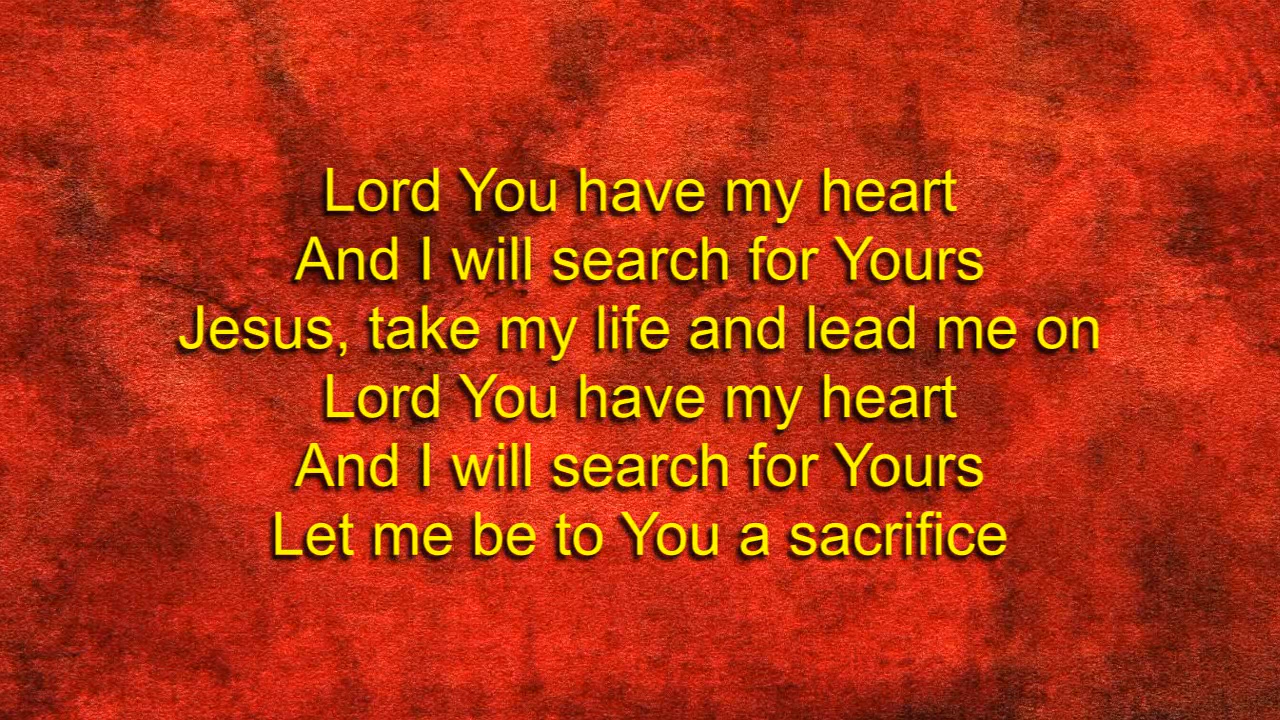 Lord You have my heart
And I will search for Yours
Jesus, take my life and lead me on
Lord You have my heart
And I will search for Yours
Let me be to You a sacrifice